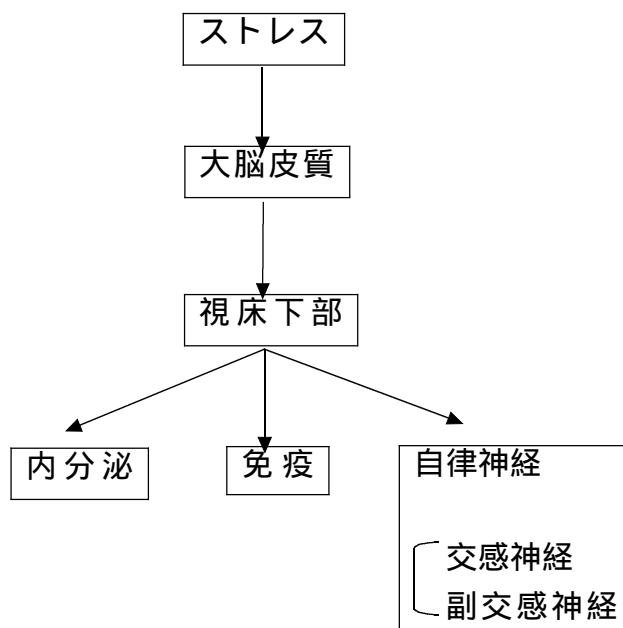 ストレス
大脳皮質
視床下部
内分泌
免疫
自律神経
交感神経
副交感神経